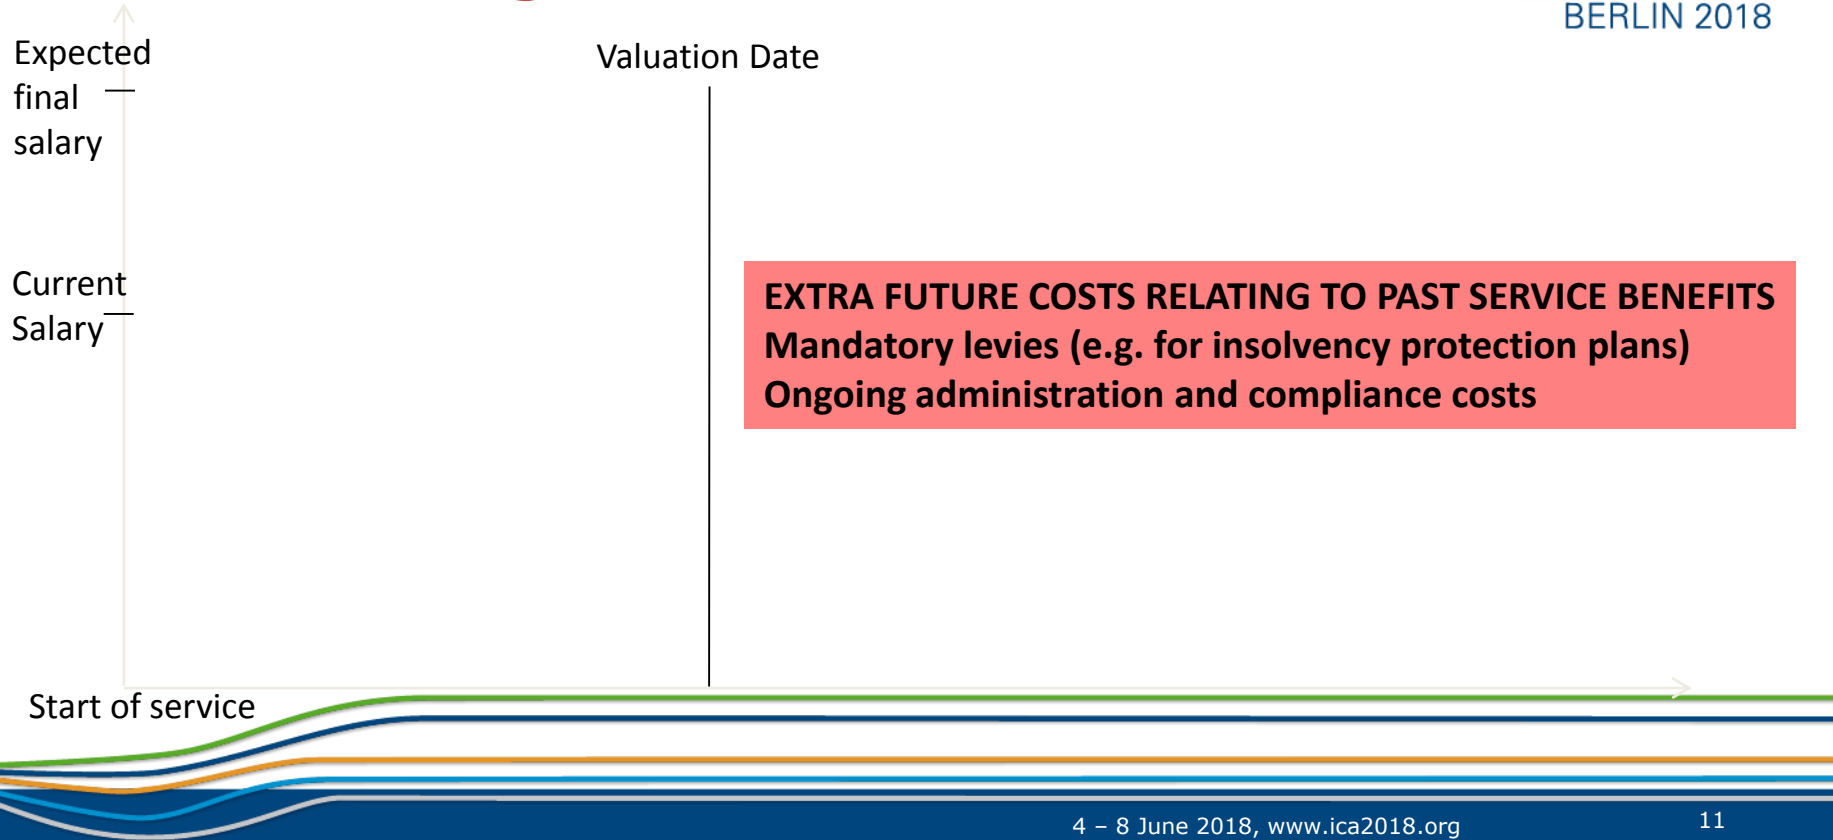 BERLIN 2018
Expected
final
salary
Valuation Date
Current
Salary
EXTRA FUTURE COSTS RELATING TO PAST SERVICE BENEFITS
Mandatory levies (e.g. for insolvency protection plans)
Ongoing administration and compliance costs
Start of service
4 – 8 June 2018, www.ica2018.org
11